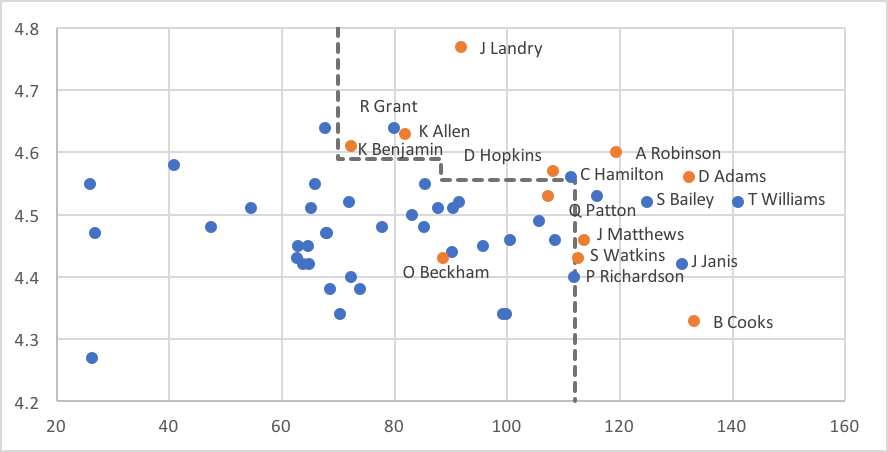 4.8
J Landry
4.7
R Grant
K Allen
4.6
K Benjamin
D Hopkins
A Robinson
C Hamilton
D Adams
4.5
Q Patton
S Bailey
T Williams
J Matthews
S Watkins
J Janis
O Beckham
P Richardson
4.4
4.3
B Cooks
4.2
20 40 60 80 100 120 140 160